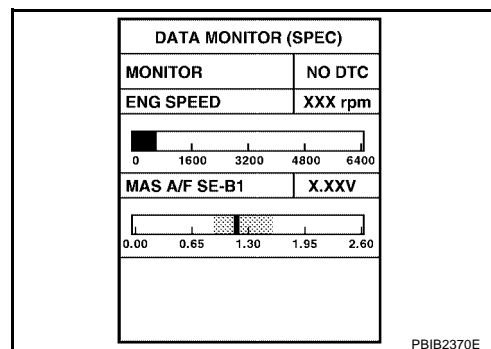 DATA MONITOR (SPEC)
MONITOR NO DTC
ENG SPEED XXX rpm
0 1600 3200 4800 6400
MAS A/F SE-B1 X.XXV
0.00 0.65 1.30 1.95 2.60
PBIB2370E